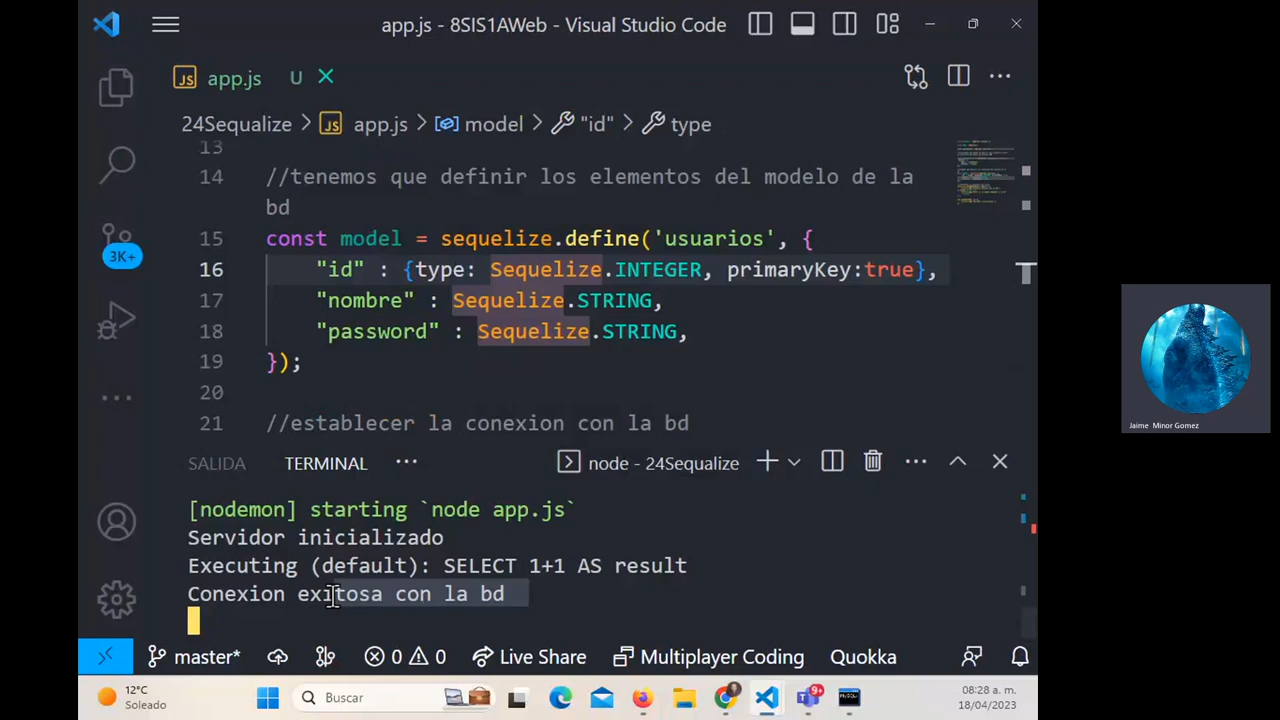 app.js - 8SIS1AWeb - Visual Studio Code
JS app.js U
24Sequalize > JS app.js > model > "id" > type
13
14 //tenemos que definir los elementos del modelo de la
bd
15 const model = sequelize.define('usuarios', {
16 "id" : {type: Sequelize.INTEGER, primaryKey:true},
17 "nombre" : Sequelize.STRING,
18 "password" : Sequelize.STRING,
19 });
20
21 //establecer la conexion con la bd
3K+
SALIDA TERMINAL ··· node - 24Sequalize
[nodemon] starting `node app.js`
Servidor inicializado
Executing (default): SELECT 1+1 AS result
Conexion exitosa con la bd
master* 0 0 Live Share Multiplayer Coding Quokka
12°C
Soleado
Buscar
9+
08:28 a. m.
18/04/2023
Jaime Minor Gomez